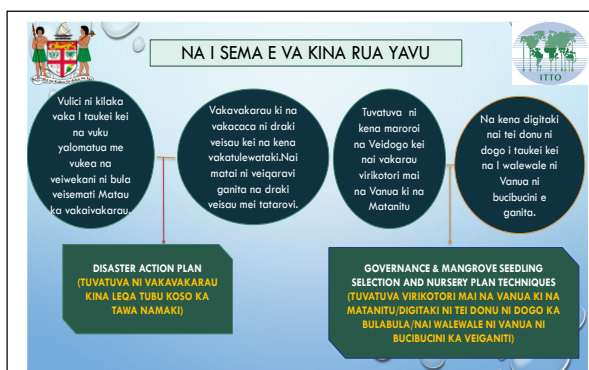 NA I SEMA E VA KINA RUA YAVU
ITTO
Vulici ni kilaka
vaka I taukei kei
na vuku
yalomatua me
vukea na
veiwekani ni bula
veisemati Matau
ka vakaivakarau.
Vakavakarau ki na
vakacaca ni draki
veisau kei na kena
vakatulewataki.Nai
matai ni veiqaravi
ganita na draki
veisau mei tatarovi.
Tuvatuva ni
kena maroroi
na Veidogo kei
nai vakarau
virikotori mai
na Vanua ki na
Matanitu
Na kena digitaki
nai tei donu ni
dogo i taukei kei
na I walewale ni
Vanua ni
bucibucini e
ganita.
DISASTER ACTION PLAN
(TUVATUVA NI VAKAVAKARAU
KINA LEQA TUBU KOSO KA
TAWA NAMAKI)
GOVERNANCE & MANGROVE SEEDLING
SELECTION AND NURSERY PLAN TECHNIQUES
(TUVATUVA VIRIKOTORI MAI NA VANUA KI NA
MATANITU/DIGITAKI NI TEI DONU NI DOGO KA
BULABULA/NAI WALEWALE NI VANUA NI
BUCIBUCINI KA VEIGANITI)